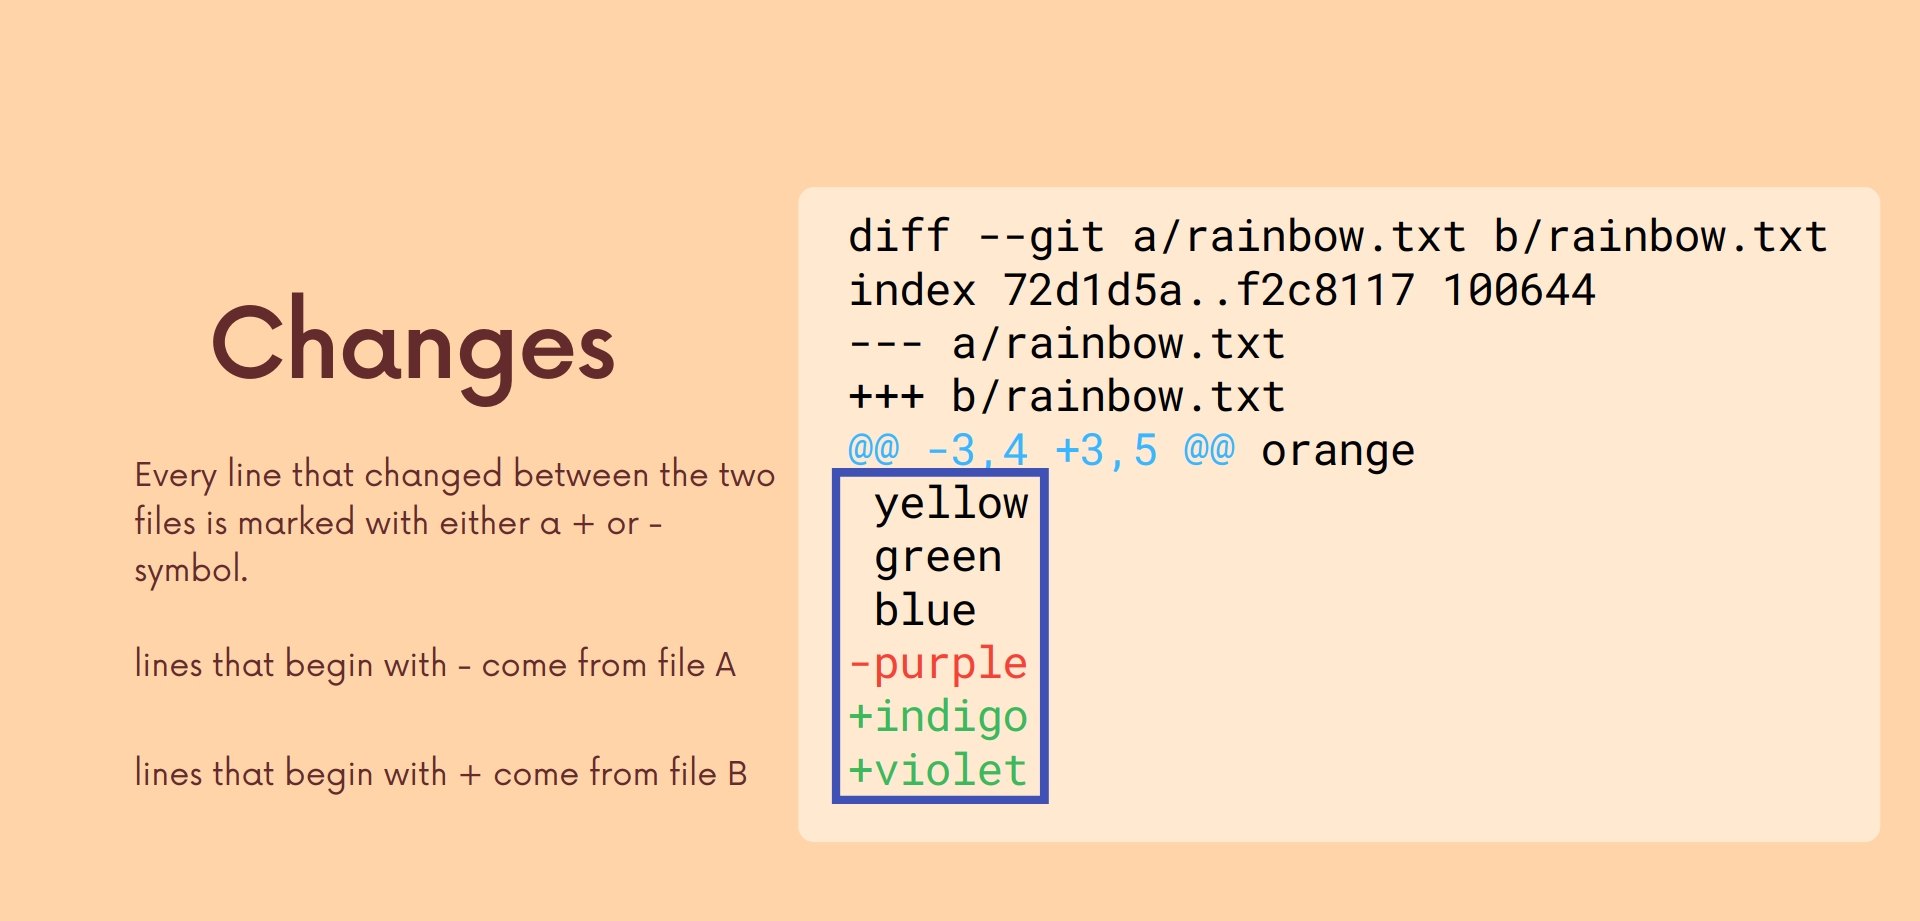 Changes
Every line that changed between the two
files is marked with either a + or -
symbol.
lines that begin with - come from file A
lines that begin with + come from file B
diff --git a/rainbow.txt b/rainbow.txt
index 72d1d5a..f2c8117 100644
--- a/rainbow.txt
+++ b/rainbow.txt
@@ -3,4 +3,5 @@ orange
 yellow
 green
 blue
-purple
+indigo
+violet